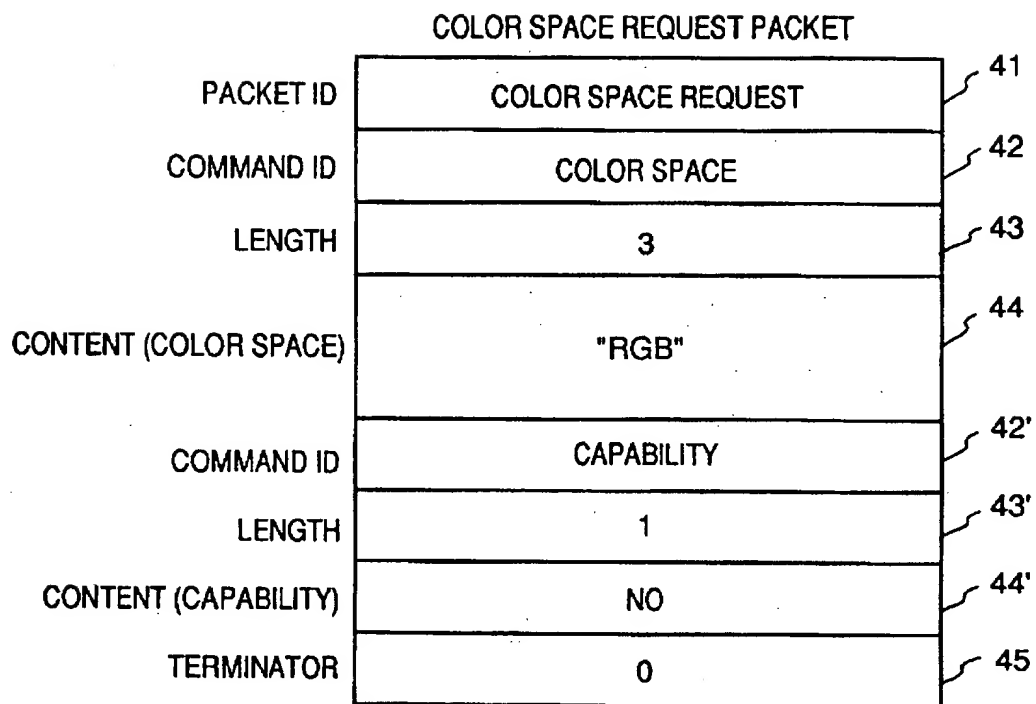 COLOR SPACE REQUEST PACKET
PACKET ID COLOR SPACE REQUEST 41
COMMAND ID COLOR SPACE 42
LENGTH 3 43
CONTENT (COLOR SPACE) "RGB" 44
COMMAND ID CAPABILITY 42'
LENGTH 1 43'
CONTENT (CAPABILITY) NO 44'
TERMINATOR 0 45